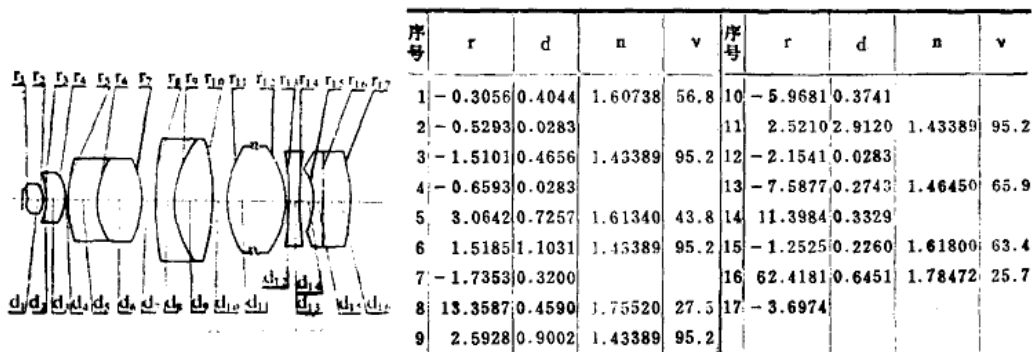 r₁ r₂ r₃ r₄ r₅ r₆ r₇ r₈ r₉ r₁₀ r₁₁ r₁₂ r₁₃ r₁₄ r₁₅ r₁₆ r₁₇
d₁₂ d₁₄
d₁ d₂ d₃ d₄ d₅ d₆ d₇ d₈ d₉ d₁₀ d₁₁ d₁₃ d₁₅ d₁₆
序号 r d n ν 序号 r d n ν
1 -0.3056 0.4044 1.60738 56.8 10 -5.9681 0.3741
2 -0.5293 0.0283 11 2.5210 2.9120 1.43389 95.2
3 -1.5101 0.4656 1.43389 95.2 12 -2.1541 0.0283
4 -0.6593 0.0283 13 -7.5877 0.2743 1.46450 65.9
5 3.0642 0.7257 1.61340 43.8 14 11.3984 0.3329
6 1.5185 1.1031 1.43389 95.2 15 -1.2525 0.2260 1.61800 63.4
7 -1.7353 0.3200 16 62.4181 0.6451 1.78472 25.7
8 13.3587 0.4590 1.75520 27.5 17 -3.6974
9 2.5928 0.9002 1.43389 95.2